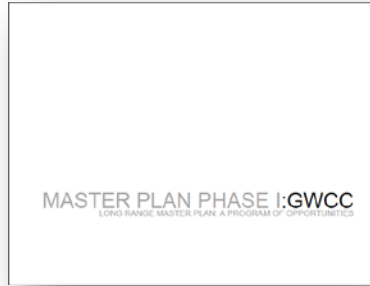 MASTER PLAN PHASE I:GWCC
LONG RANGE MASTER PLAN: A PROGRAM OF OPPORTUNITIES